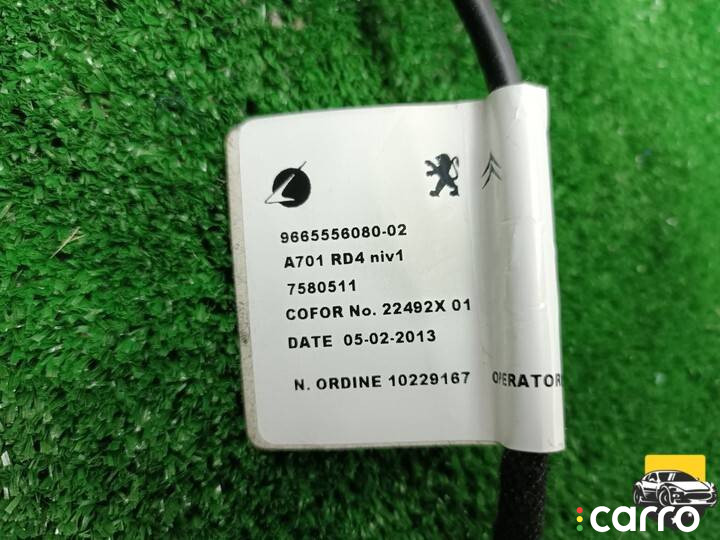 9665556080-02
A701 RD4 niv1
7580511
COFOR No. 22492X 01
DATE 05-02-2013
N. ORDINE 10229167 OPERATOR
carro